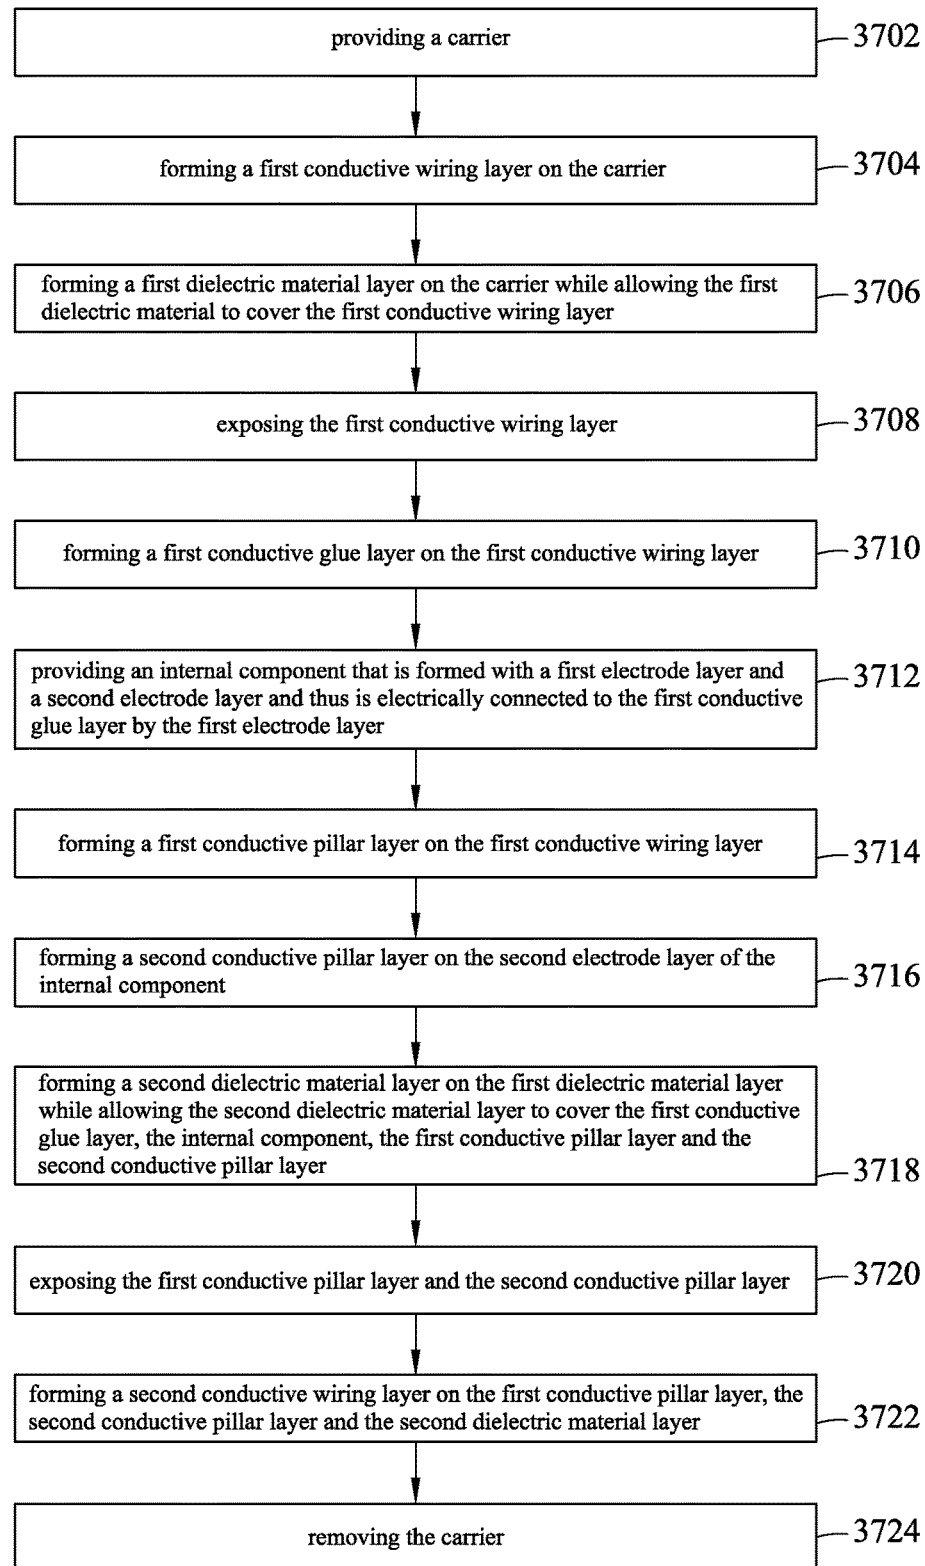 providing a carrier
3702
forming a first conductive wiring layer on the carrier
3704
forming a first dielectric material layer on the carrier while allowing the first
dielectric material to cover the first conductive wiring layer
3706
exposing the first conductive wiring layer
3708
forming a first conductive glue layer on the first conductive wiring layer
3710
providing an internal component that is formed with a first electrode layer and
a second electrode layer and thus is electrically connected to the first conductive
glue layer by the first electrode layer
3712
forming a first conductive pillar layer on the first conductive wiring layer
3714
forming a second conductive pillar layer on the second electrode layer of the
internal component
3716
forming a second dielectric material layer on the first dielectric material layer
while allowing the second dielectric material layer to cover the first conductive
glue layer, the internal component, the first conductive pillar layer and the
second conductive pillar layer
3718
exposing the first conductive pillar layer and the second conductive pillar layer
3720
forming a second conductive wiring layer on the first conductive pillar layer, the
second conductive pillar layer and the second dielectric material layer
3722
removing the carrier
3724